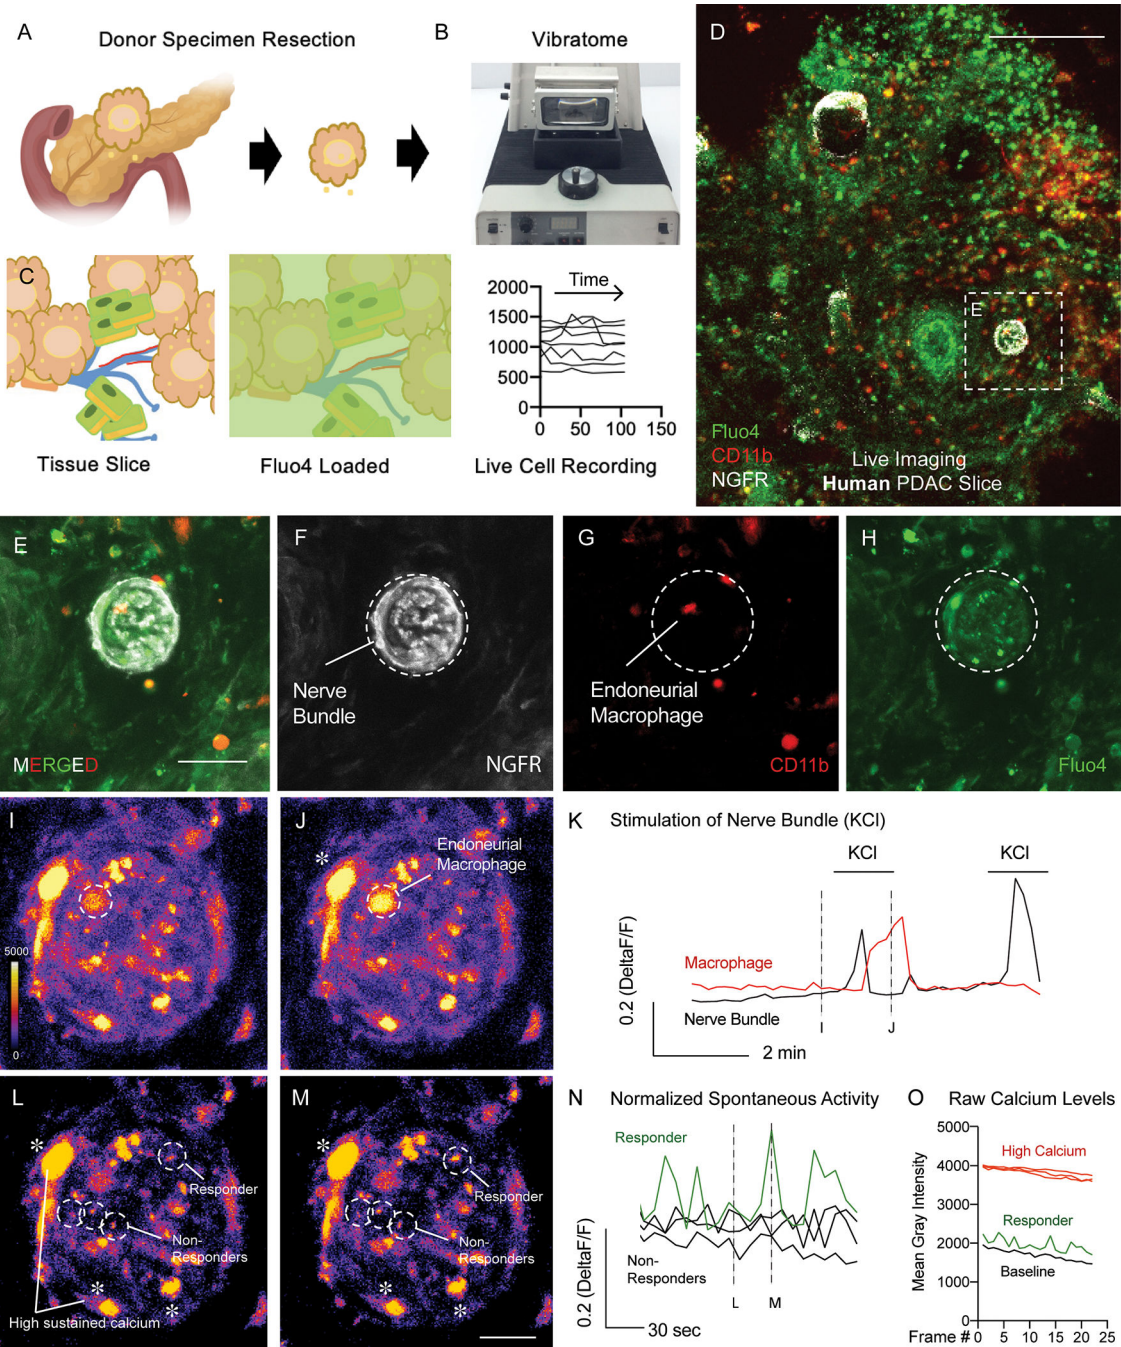 A
Donor Specimen Resection
B
Vibratome
C
Tissue Slice
Fluo4 Loaded
2000
1500
1000
500
0
Time
0 50 100 150
Live Cell Recording
D
E
Fluo4
CD11b
NGFR
Live Imaging
Human PDAC Slice
E
MERGED
F
Nerve
Bundle
NGFR
G
Endoneurial
Macrophage
CD11b
H
Fluo4
I
5000
0
J
*
Endoneurial
Macrophage
K Stimulation of Nerve Bundle (KCl)
KCl KCl
0.2 (DeltaF/F)
Macrophage
Nerve Bundle
I J
2 min
L
*
Responder
Non-
Responders
*
*
High sustained calcium
M
*
Responder
Non-
Responders
*
*
N Normalized Spontaneous Activity
Responder
Non-
Responders
0.2 (DeltaF/F)
L M
30 sec
O Raw Calcium Levels
Mean Gray Intensity
5000
4000
3000
2000
1000
0
High Calcium
Responder
Baseline
Frame # 0 5 10 15 20 25